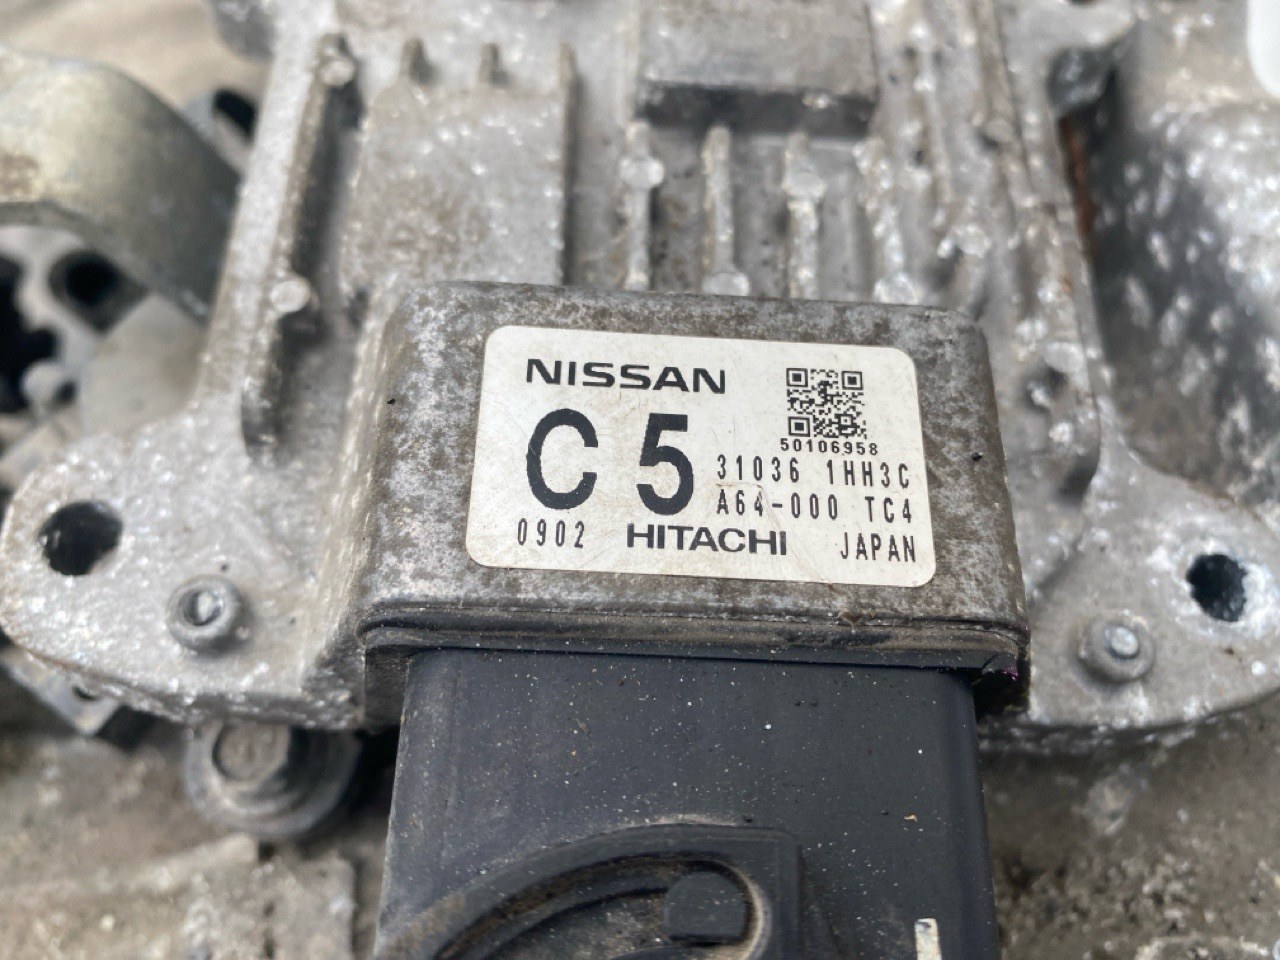 NISSAN
50106958
C5
31036 1HH3C
A64-000 TC4
0902 HITACHI JAPAN